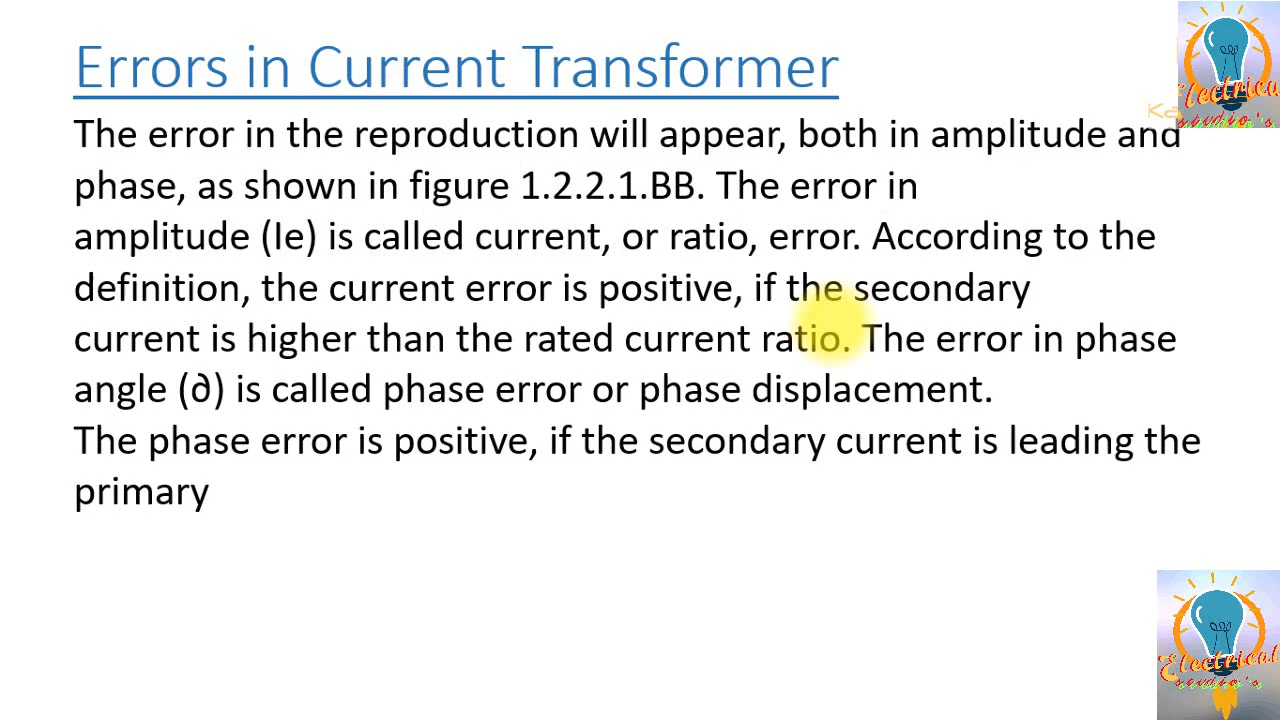 Errors in Current Transformer
The error in the reproduction will appear, both in amplitude and
phase, as shown in figure 1.2.2.1.BB. The error in
amplitude (Ie) is called current, or ratio, error. According to the
definition, the current error is positive, if the secondary
current is higher than the rated current ratio. The error in phase
angle (∂) is called phase error or phase displacement.
The phase error is positive, if the secondary current is leading the
primary
Electrical
Electrical